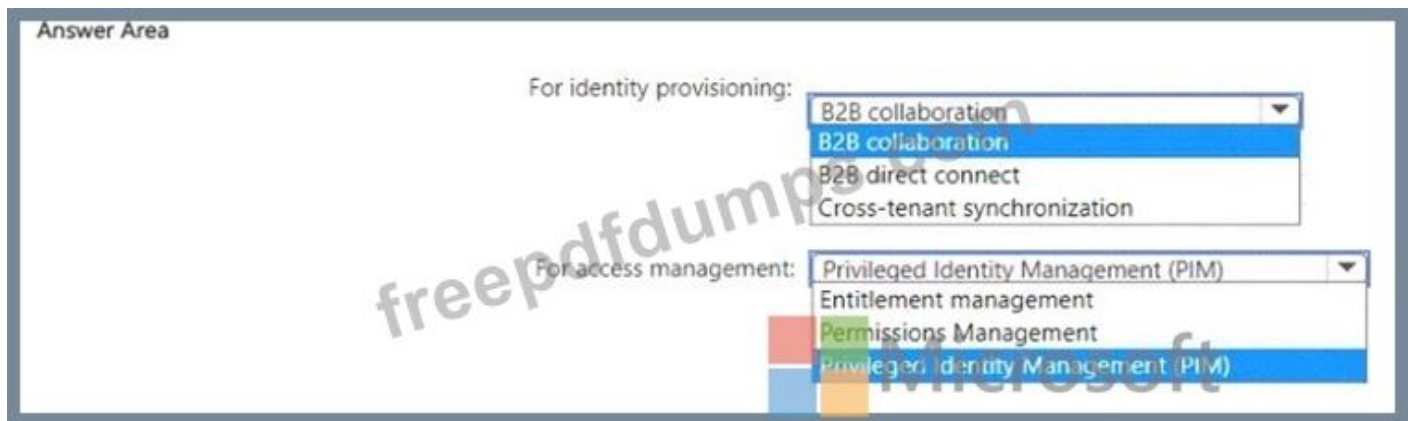 Answer Area
For identity provisioning:
B2B collaboration
B2B collaboration
B2B direct connect
Cross-tenant synchronization
For access management:
Privileged Identity Management (PIM)
Entitlement management
Permissions Management
Privileged Identity Management (PIM)
freepdfdumps.com
Microsoft